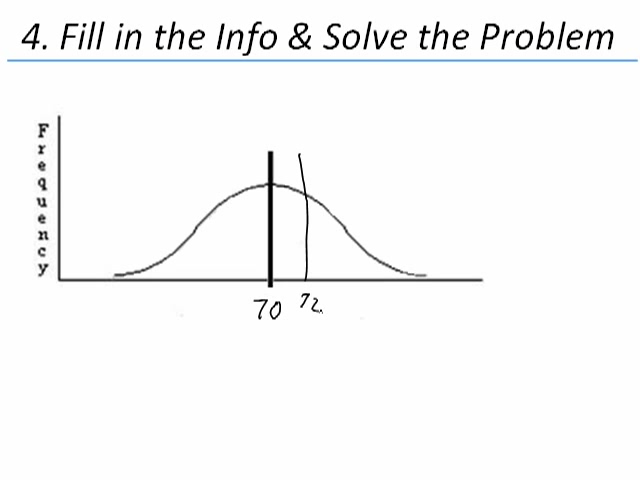 4. Fill in the Info & Solve the Problem
Frequency
70 72